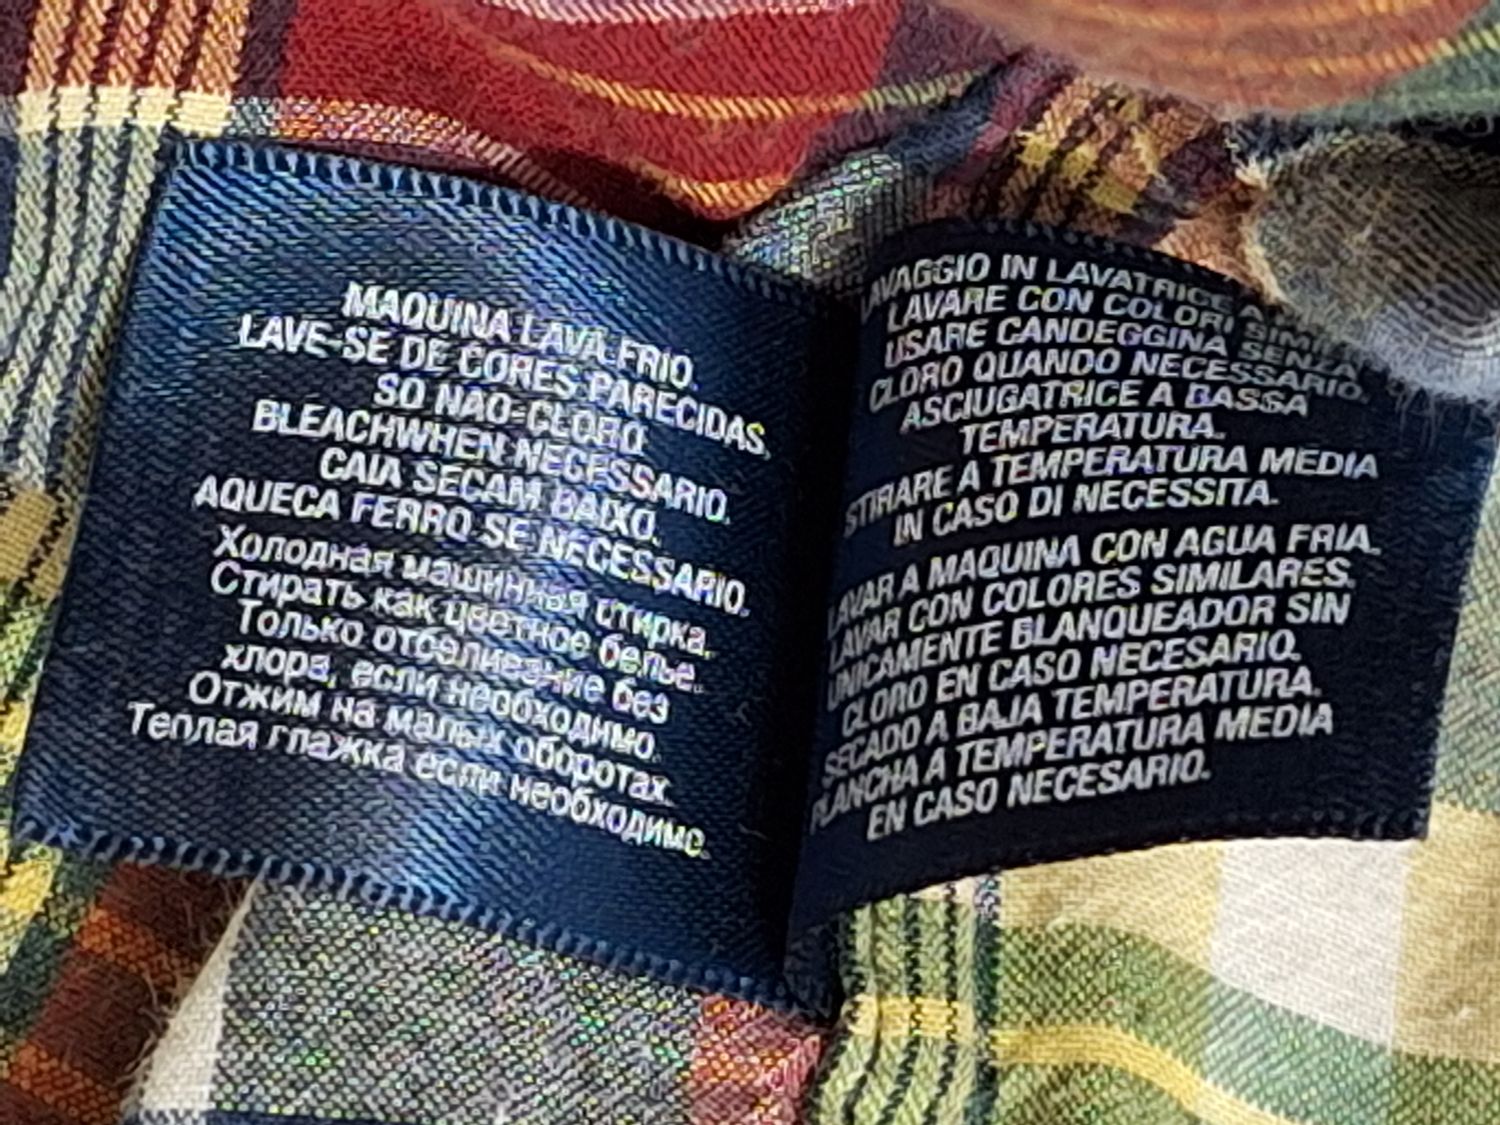 MAQUINA LAVA FRIO.
LAVE-SE DE CORES PARECIDAS.
SO NAO-CLORO
BLEACHWHEN NECESSARIO.
CAIA SECAM BAIXO.
AQUECA FERRO SE NECESSARIO.
Холодная машинная стирка.
Стирать как цветное белье.
Только отбеливание без
хлора, если необходимо.
Отжим на малых оборотах.
Теплая глажка если необходимо.
LAVAGGIO IN LAVATRICE A
LAVARE CON COLORI
USARE CANDEGGINA SENZA
CLORO QUANDO NECESSARIO.
ASCIUGATRICE A BASSA
TEMPERATURA.
STIRARE A TEMPERATURA MEDIA
IN CASO DI NECESSITA.
LAVAR A MAQUINA CON AGUA FRIA.
LAVAR CON COLORES SIMILARES.
UNICAMENTE BLANQUEADOR SIN
CLORO EN CASO NECESARIO.
SECADO A BAJA TEMPERATURA.
PLANCHA A TEMPERATURA MEDIA
EN CASO NECESARIO.